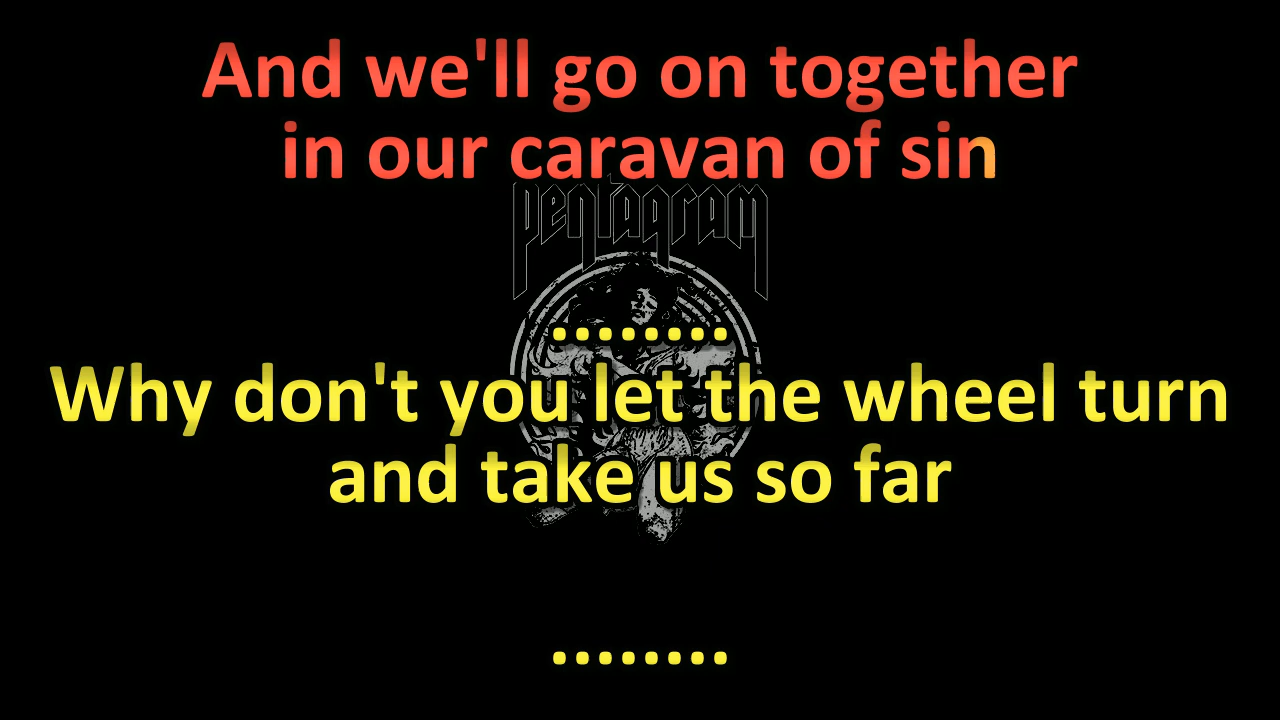 And we'll go on together
in our caravan of sin
pentagram
........
Why don't you let the wheel turn
and take us so far
........